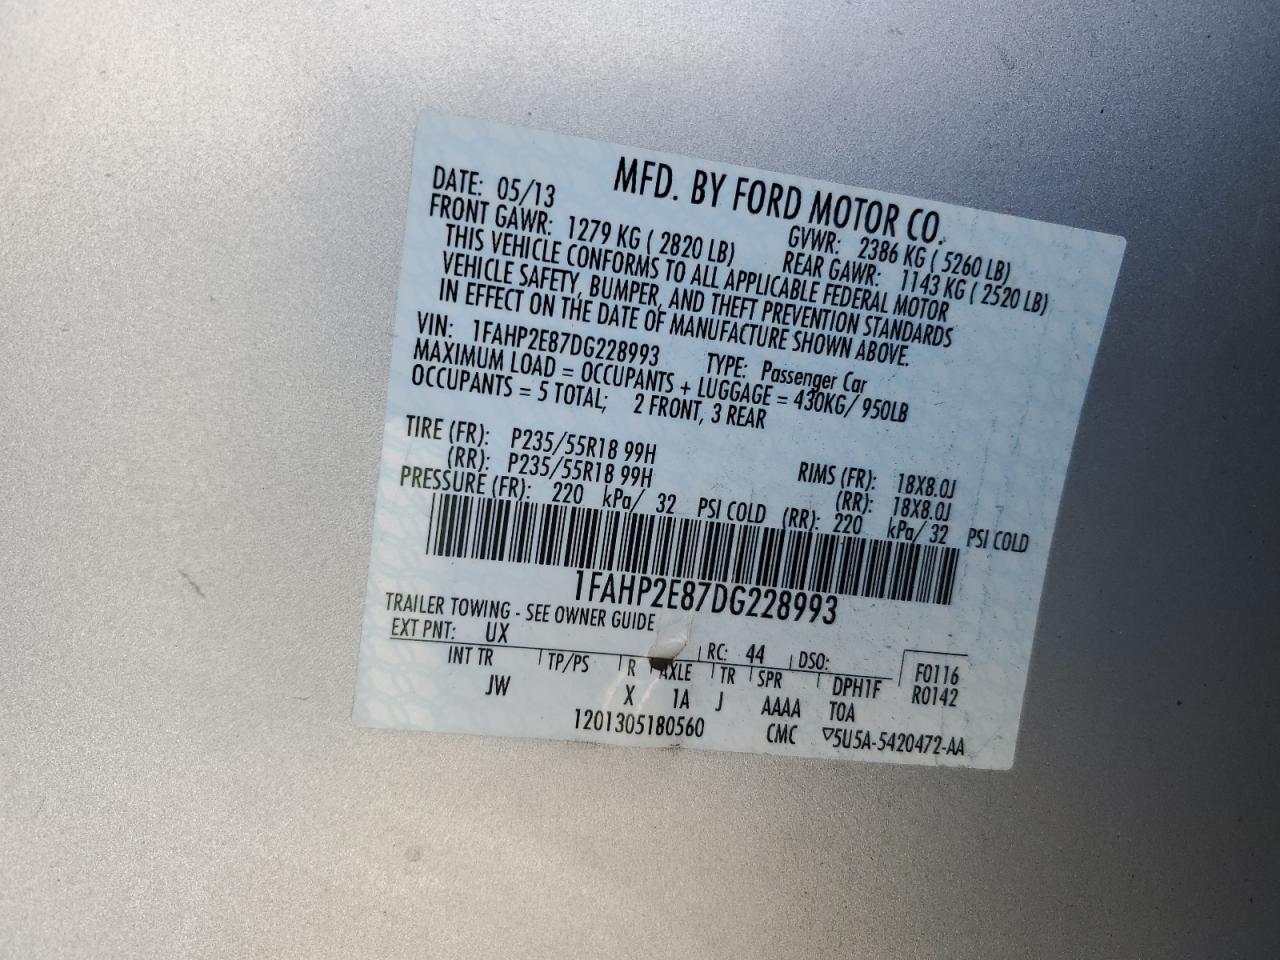 MFD. BY FORD MOTOR CO.
DATE: 05/13 GVWR: 2386 KG ( 5260 LB)
FRONT GAWR: 1279 KG ( 2820 LB) REAR GAWR: 1143 KG ( 2520 LB)
THIS VEHICLE CONFORMS TO ALL APPLICABLE FEDERAL MOTOR
VEHICLE SAFETY, BUMPER, AND THEFT PREVENTION STANDARDS
IN EFFECT ON THE DATE OF MANUFACTURE SHOWN ABOVE.
VIN: 1FAHP2E87DG228993 TYPE: Passenger Car
MAXIMUM LOAD = OCCUPANTS + LUGGAGE = 430KG/ 950LB
OCCUPANTS = 5 TOTAL; 2 FRONT, 3 REAR
TIRE (FR): P235/55R18 99H RIMS (FR): 18X8.0J
(RR): P235/55R18 99H (RR): 18X8.0J
PRESSURE (FR): 220 kPa/ 32 PSI COLD (RR): 220 kPa/ 32 PSI COLD
1FAHP2E87DG228993
TRAILER TOWING - SEE OWNER GUIDE
EXT PNT: UX RC: 44 DSO: F0116
INT TR TP/PS R AXLE TR SPR DPH1F R0142
JW X 1A J AAAA TOA
1201305180560 CMC ▽5U5A-5420472-AA